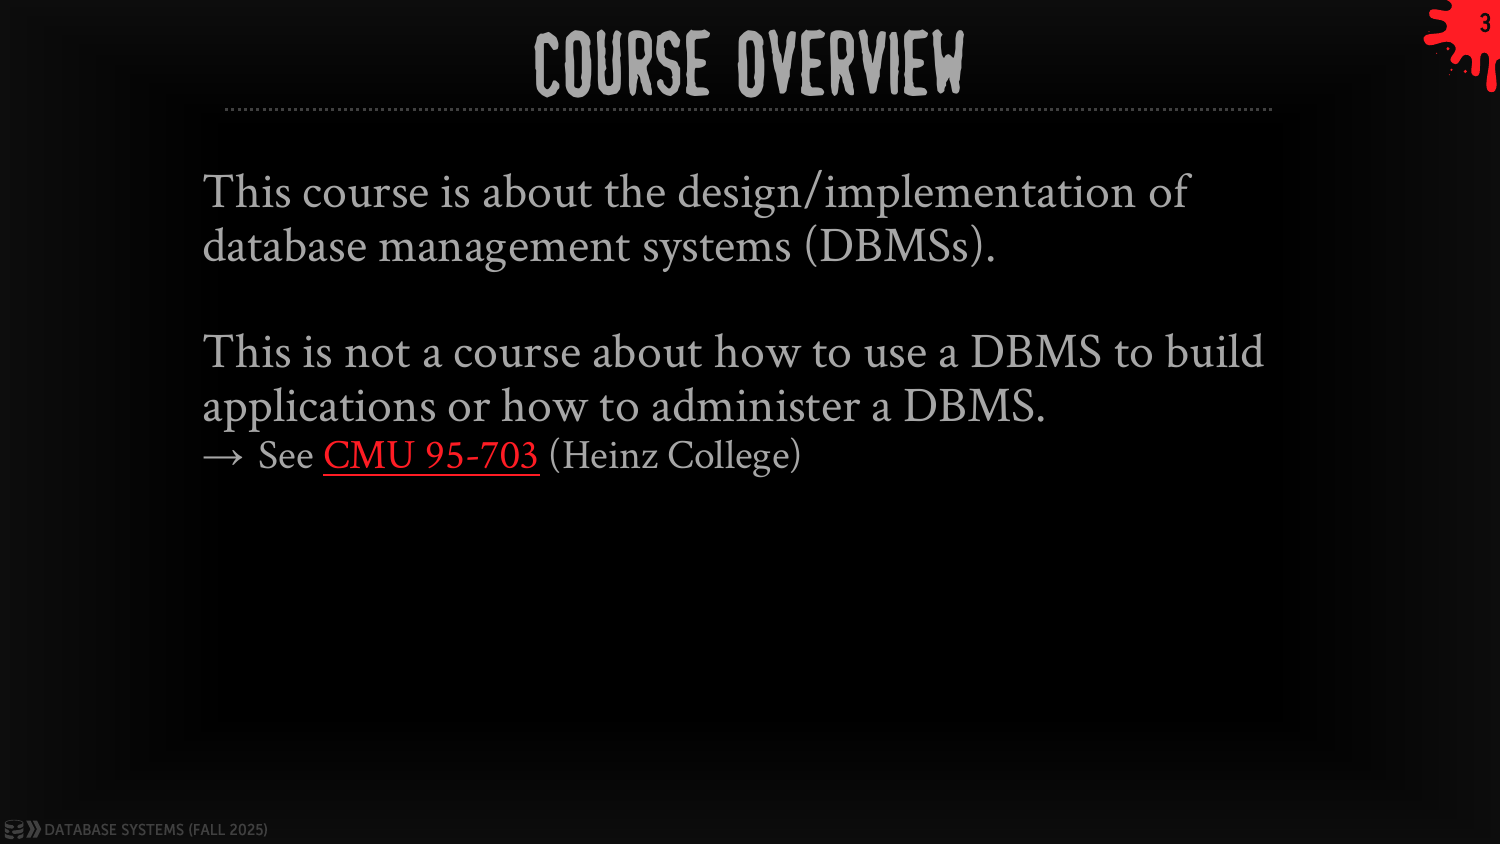 3
COURSE OVERVIEW
This course is about the design/implementation of
database management systems (DBMSs).
This is not a course about how to use a DBMS to build
applications or how to administer a DBMS.
→ See CMU 95-703 (Heinz College)
DATABASE SYSTEMS (FALL 2025)